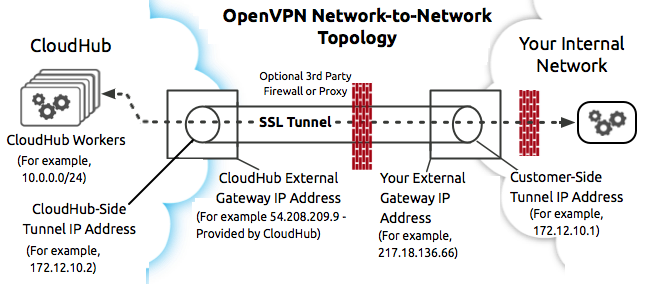 OpenVPN Network-to-Network
Topology
CloudHub
Your Internal
Network
Optional 3rd Party
Firewall or Proxy
SSL Tunnel
CloudHub Workers
(For example,
10.0.0.0/24)
CloudHub-Side
Tunnel IP Address
(For example,
172.12.10.2)
CloudHub External
Gateway IP Address
(For example 54.208.209.9 -
Provided by CloudHub)
Your External
Gateway IP
Address
(For example,
217.18.136.66)
Customer-Side
Tunnel IP Address
(For example,
172.12.10.1)